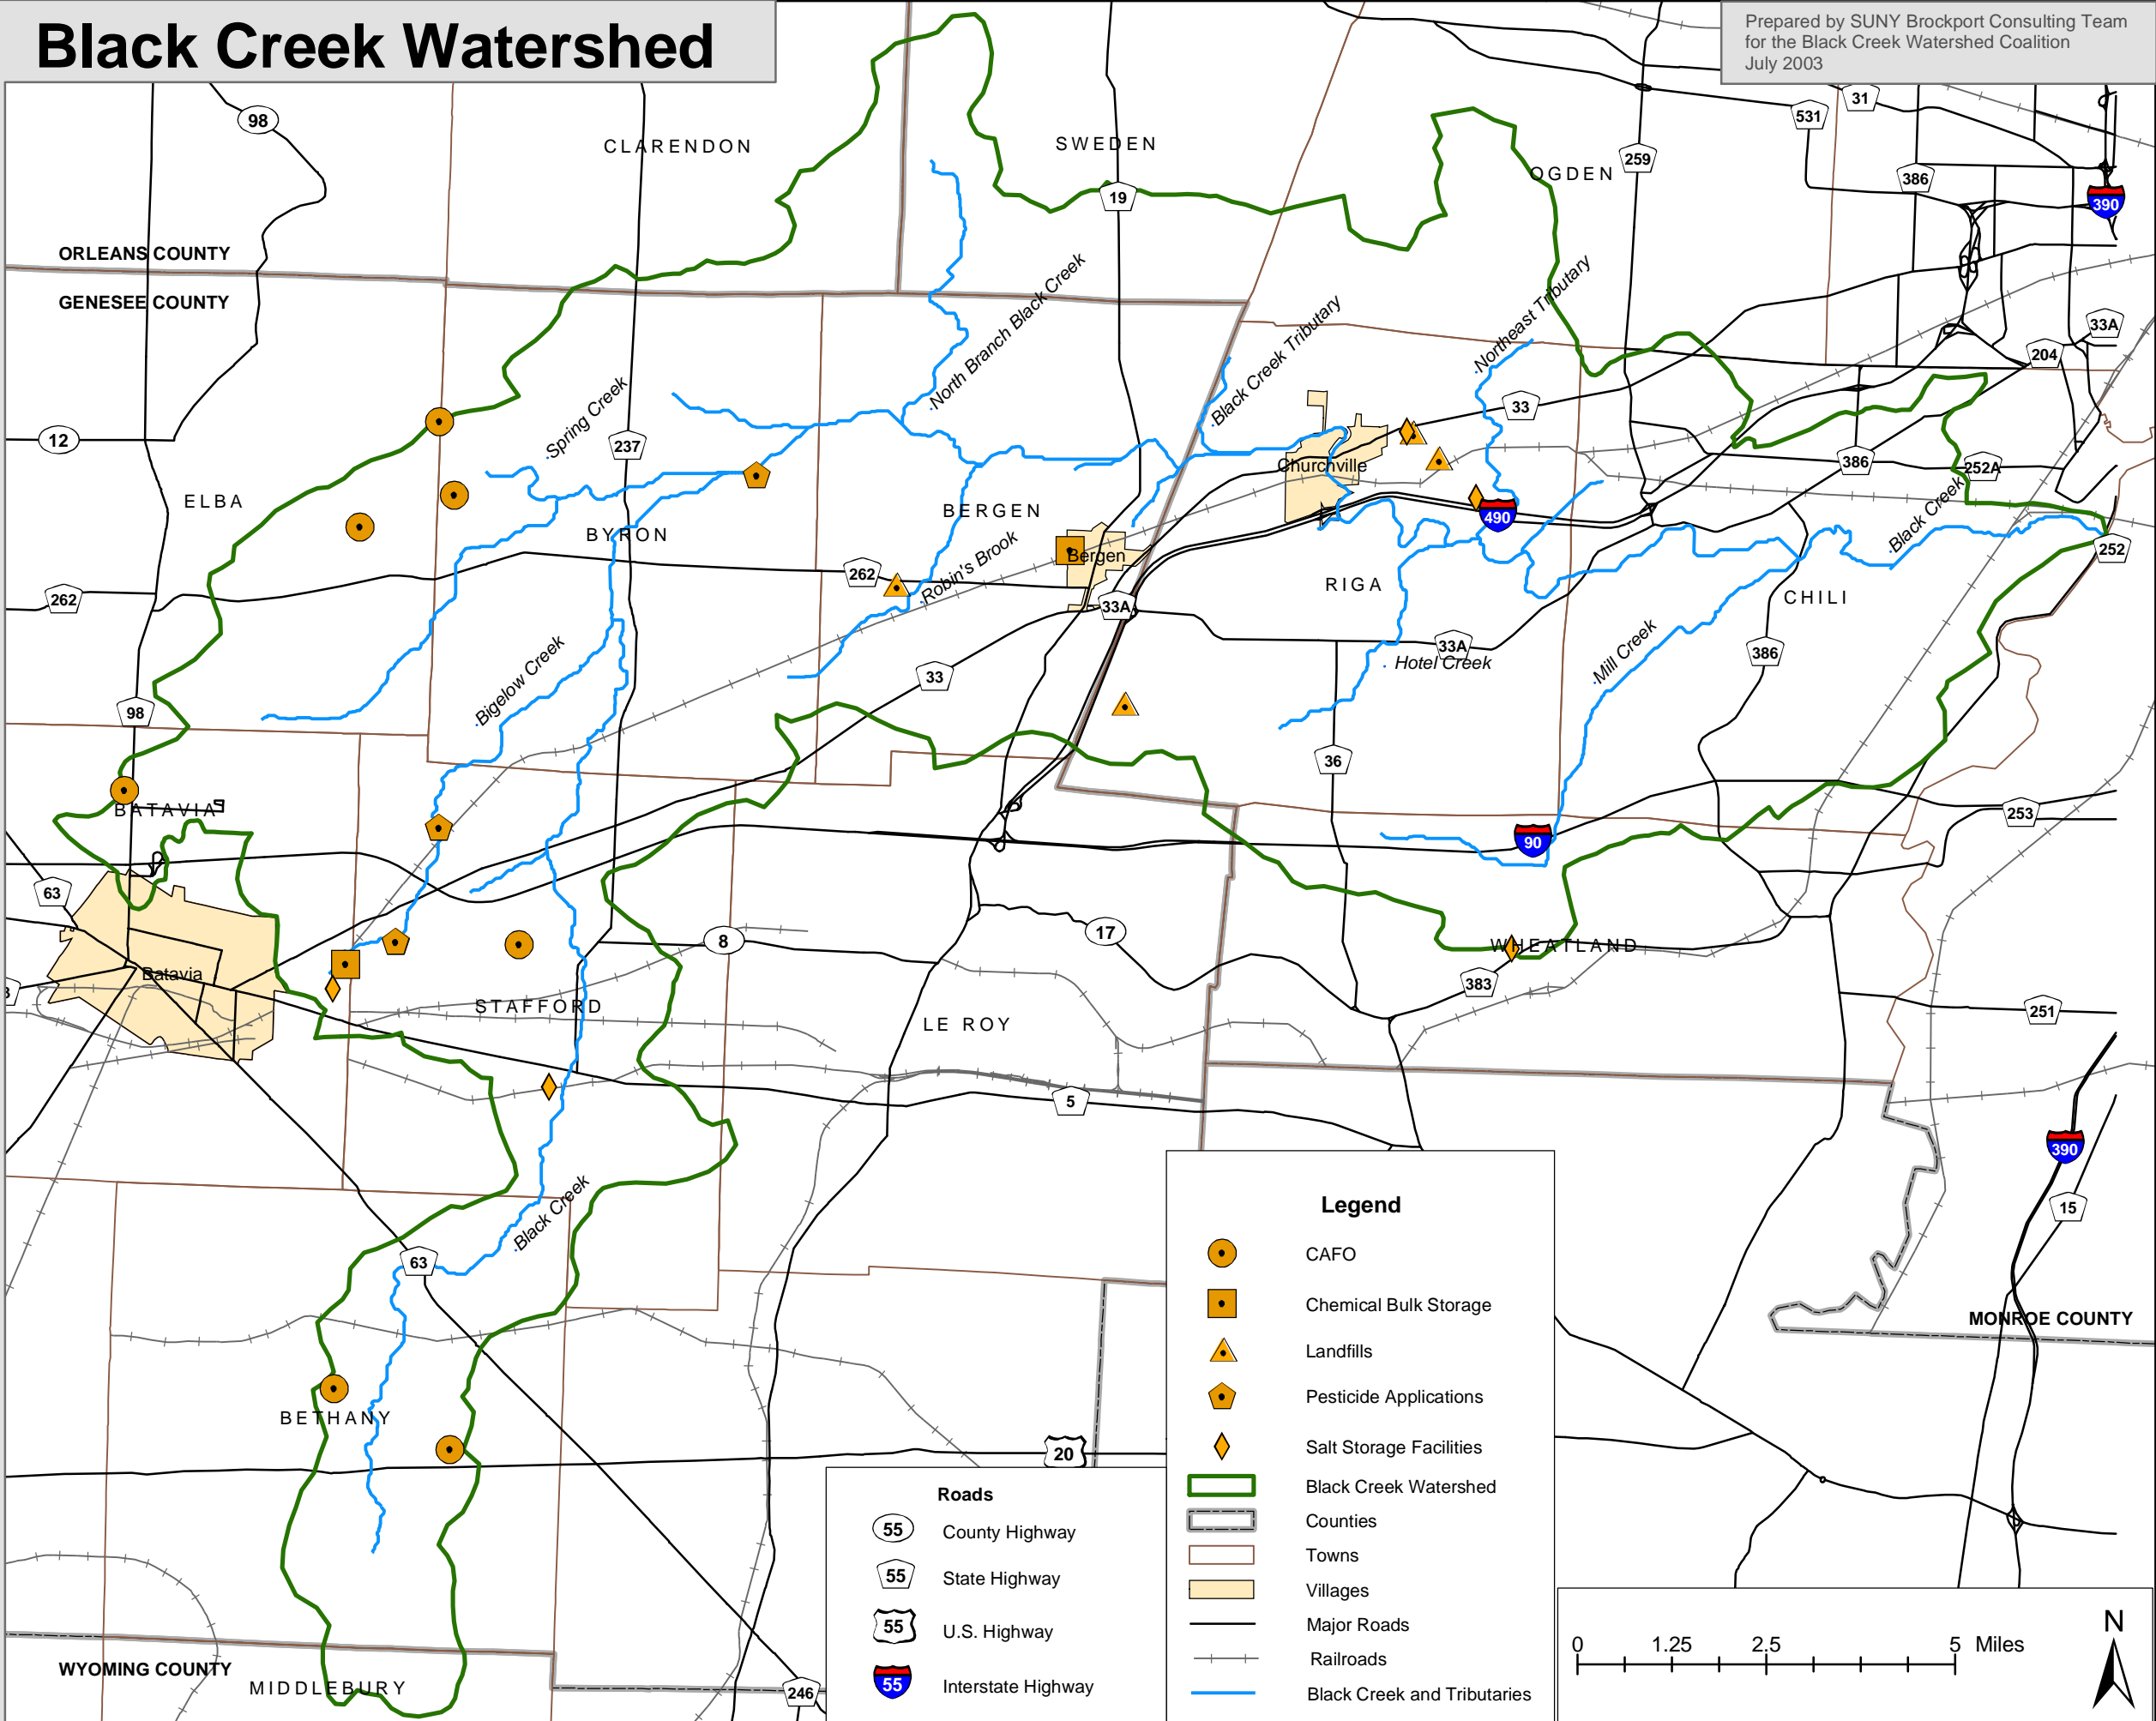 Black Creek Watershed
Prepared by SUNY Brockport Consulting Team
for the Black Creek Watershed Coalition
July 2003
98
31
531
CLARENDON
SWEDEN
259
OGDEN
386
19
390
ORLEANS COUNTY
GENESEE COUNTY
North Branch Black Creek
Black Creek Tributary
Northeast Tributary
33A
204
Spring Creek
33
12
237
Churchville
386
252A
ELBA
BERGEN
490
Black Creek
BYRON
Robin's Brook
Bergen
252
262
262
33A
RIGA
CHILI
Bigelow Creek
33
33A
Hotel Creek
Mill Creek
386
98
36
BATAVIA
253
90
63
8
17
WHEATLAND
Batavia
383
STAFFORD
LE ROY
251
5
390
Black Creek
15
63
MONROE COUNTY
BETHANY
20
WYOMING COUNTY
MIDDLEBURY
246
Legend
CAFO
Chemical Bulk Storage
Landfills
Pesticide Applications
Salt Storage Facilities
Black Creek Watershed
Counties
Towns
Villages
Major Roads
Railroads
Black Creek and Tributaries
Roads
55 County Highway
55 State Highway
55 U.S. Highway
55 Interstate Highway
N
0 1.25 2.5 5 Miles